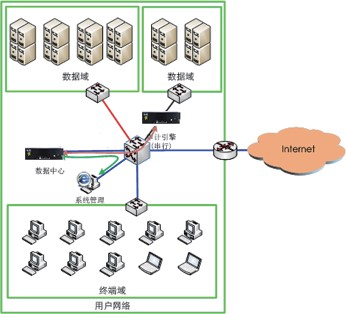 数据域
数据域
审计引擎
(串行)
Internet
数据中心
系统管理
终端域
用户网络